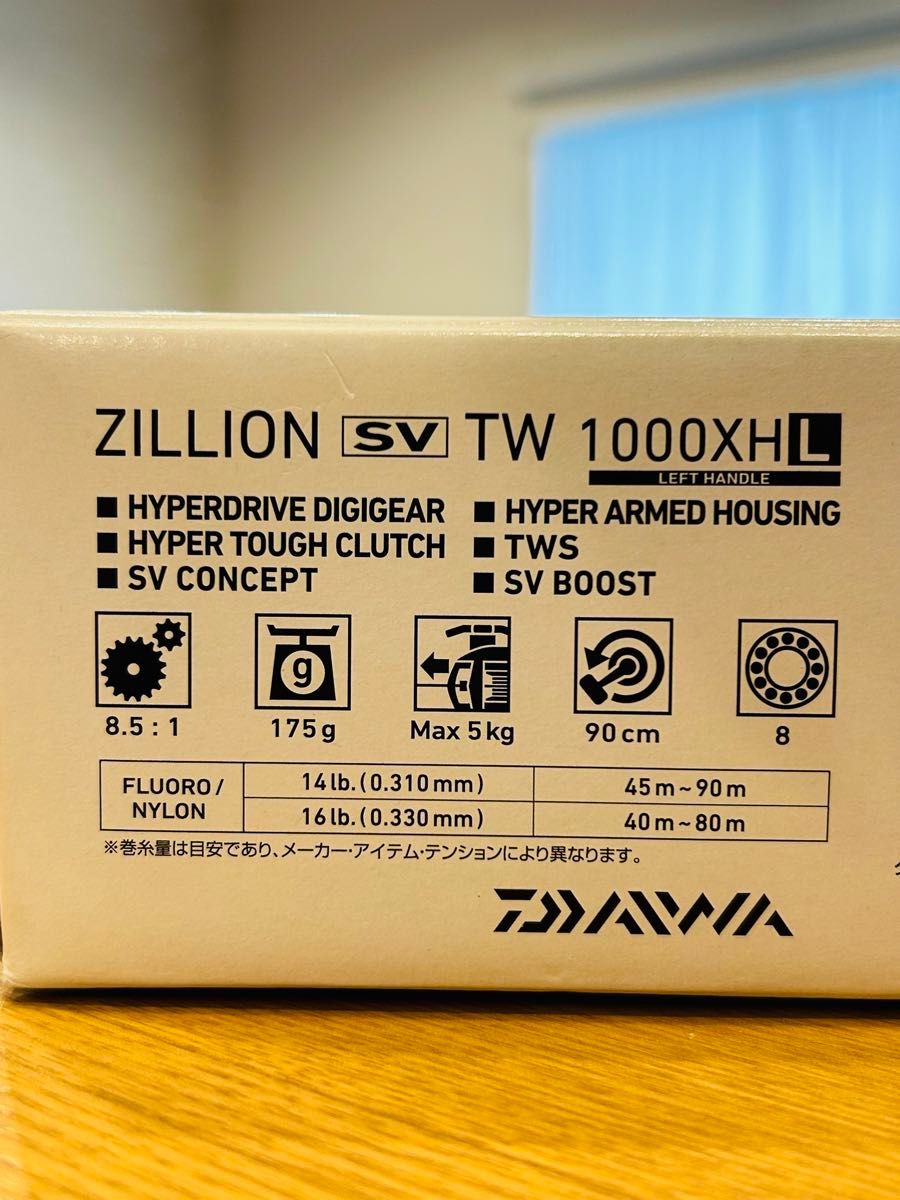 ZILLION SV TW 1000XHL
LEFT HANDLE
■ HYPERDRIVE DIGIGEAR ■ HYPER ARMED HOUSING
■ HYPER TOUGH CLUTCH ■ TWS
■ SV CONCEPT ■ SV BOOST
g
8.5 : 1 175g Max 5kg 90cm 8
FLUORO/NYLON
14lb.(0.310mm) 45m~90m
16lb.(0.330mm) 40m~80m
※巻糸量は目安であり、メーカー・アイテム・テンションにより異なります。
DAIWA